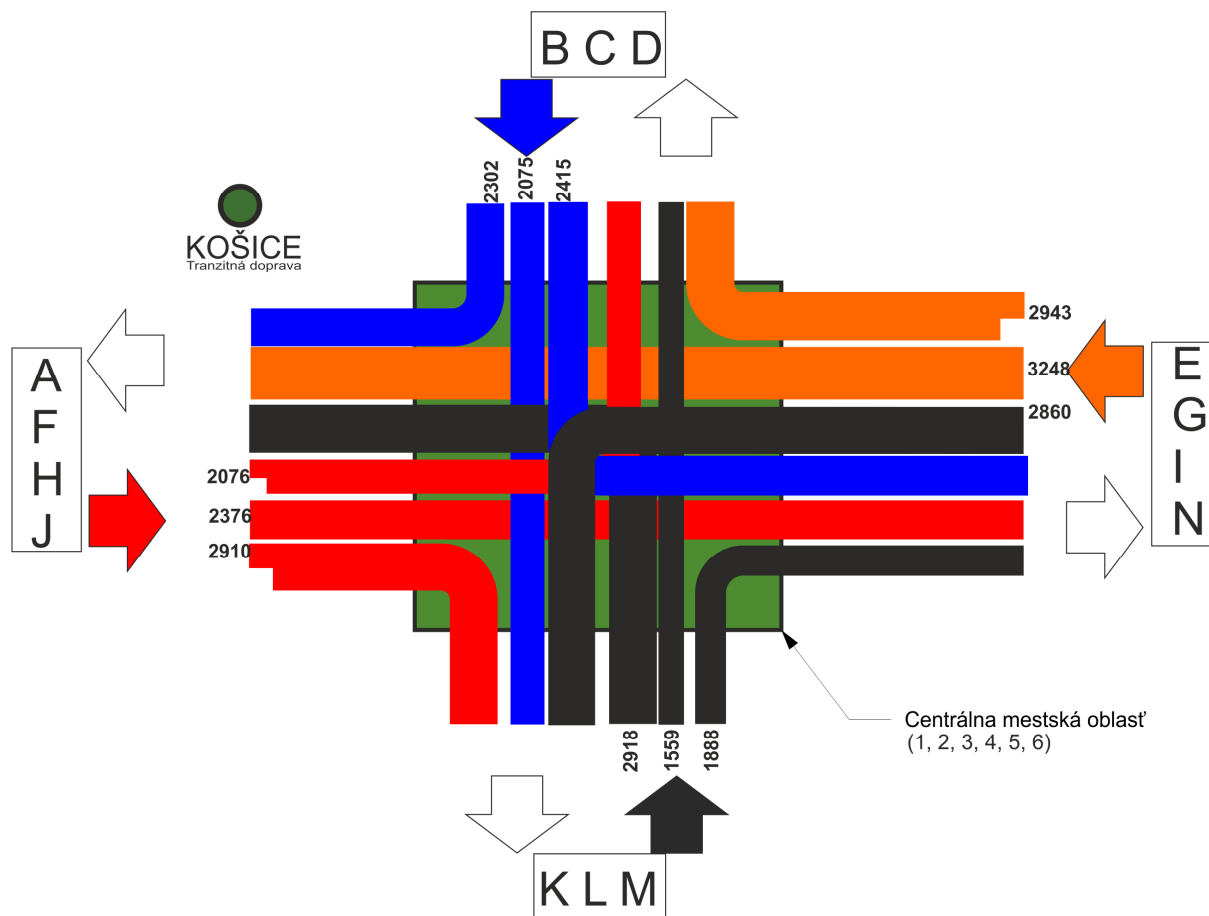 B C D
2302
2075
2415
KOŠICE
Tranzitná doprava
2943
3248
2860
A
F
H
J
E
G
I
N
2076
2376
2910
Centrálna mestská oblasť
(1, 2, 3, 4, 5, 6)
2918
1559
1888
K L M